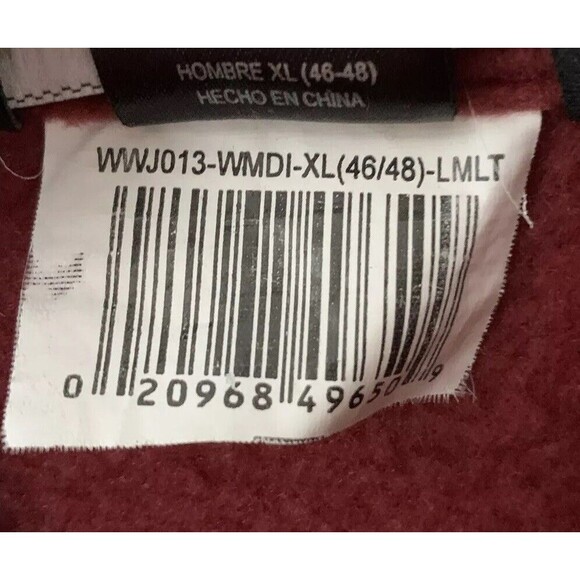 HOMBRE XL (46-48)
HECHO EN CHINA
WWJ013-WMDI-XL(46/48)-LMLT
0 20968 49650 9